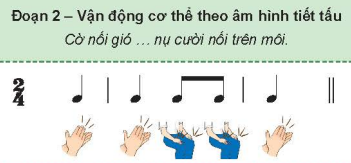 Đoạn 2 – Vận động cơ thể theo âm hình tiết tấu
Cờ nối gió … nụ cười nối trên môi.
2
4